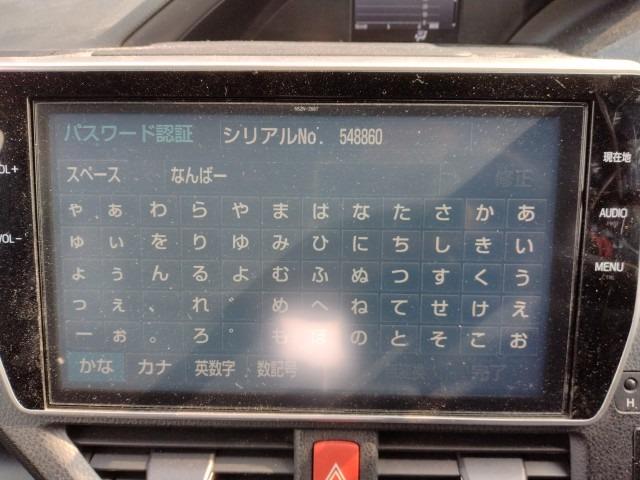 NSZN-Z66T
パスワード認証 シリアルNo. 548860
スペース なんばー 修正
ゃ ぁ わ ら や ま は な た さ か あ
ゅ ぃ を り ゆ み ひ に ち し き い
ょ ぅ ん る よ む ふ ぬ つ す く う
っ ぇ 、 れ ゛ め へ ね て せ け え
ー ぉ 。 ろ ゜ も ほ の と そ こ お
かな カナ 英数字 数記号 完了
VOL+
VOL-
現在地
AUDIO
MENU
H